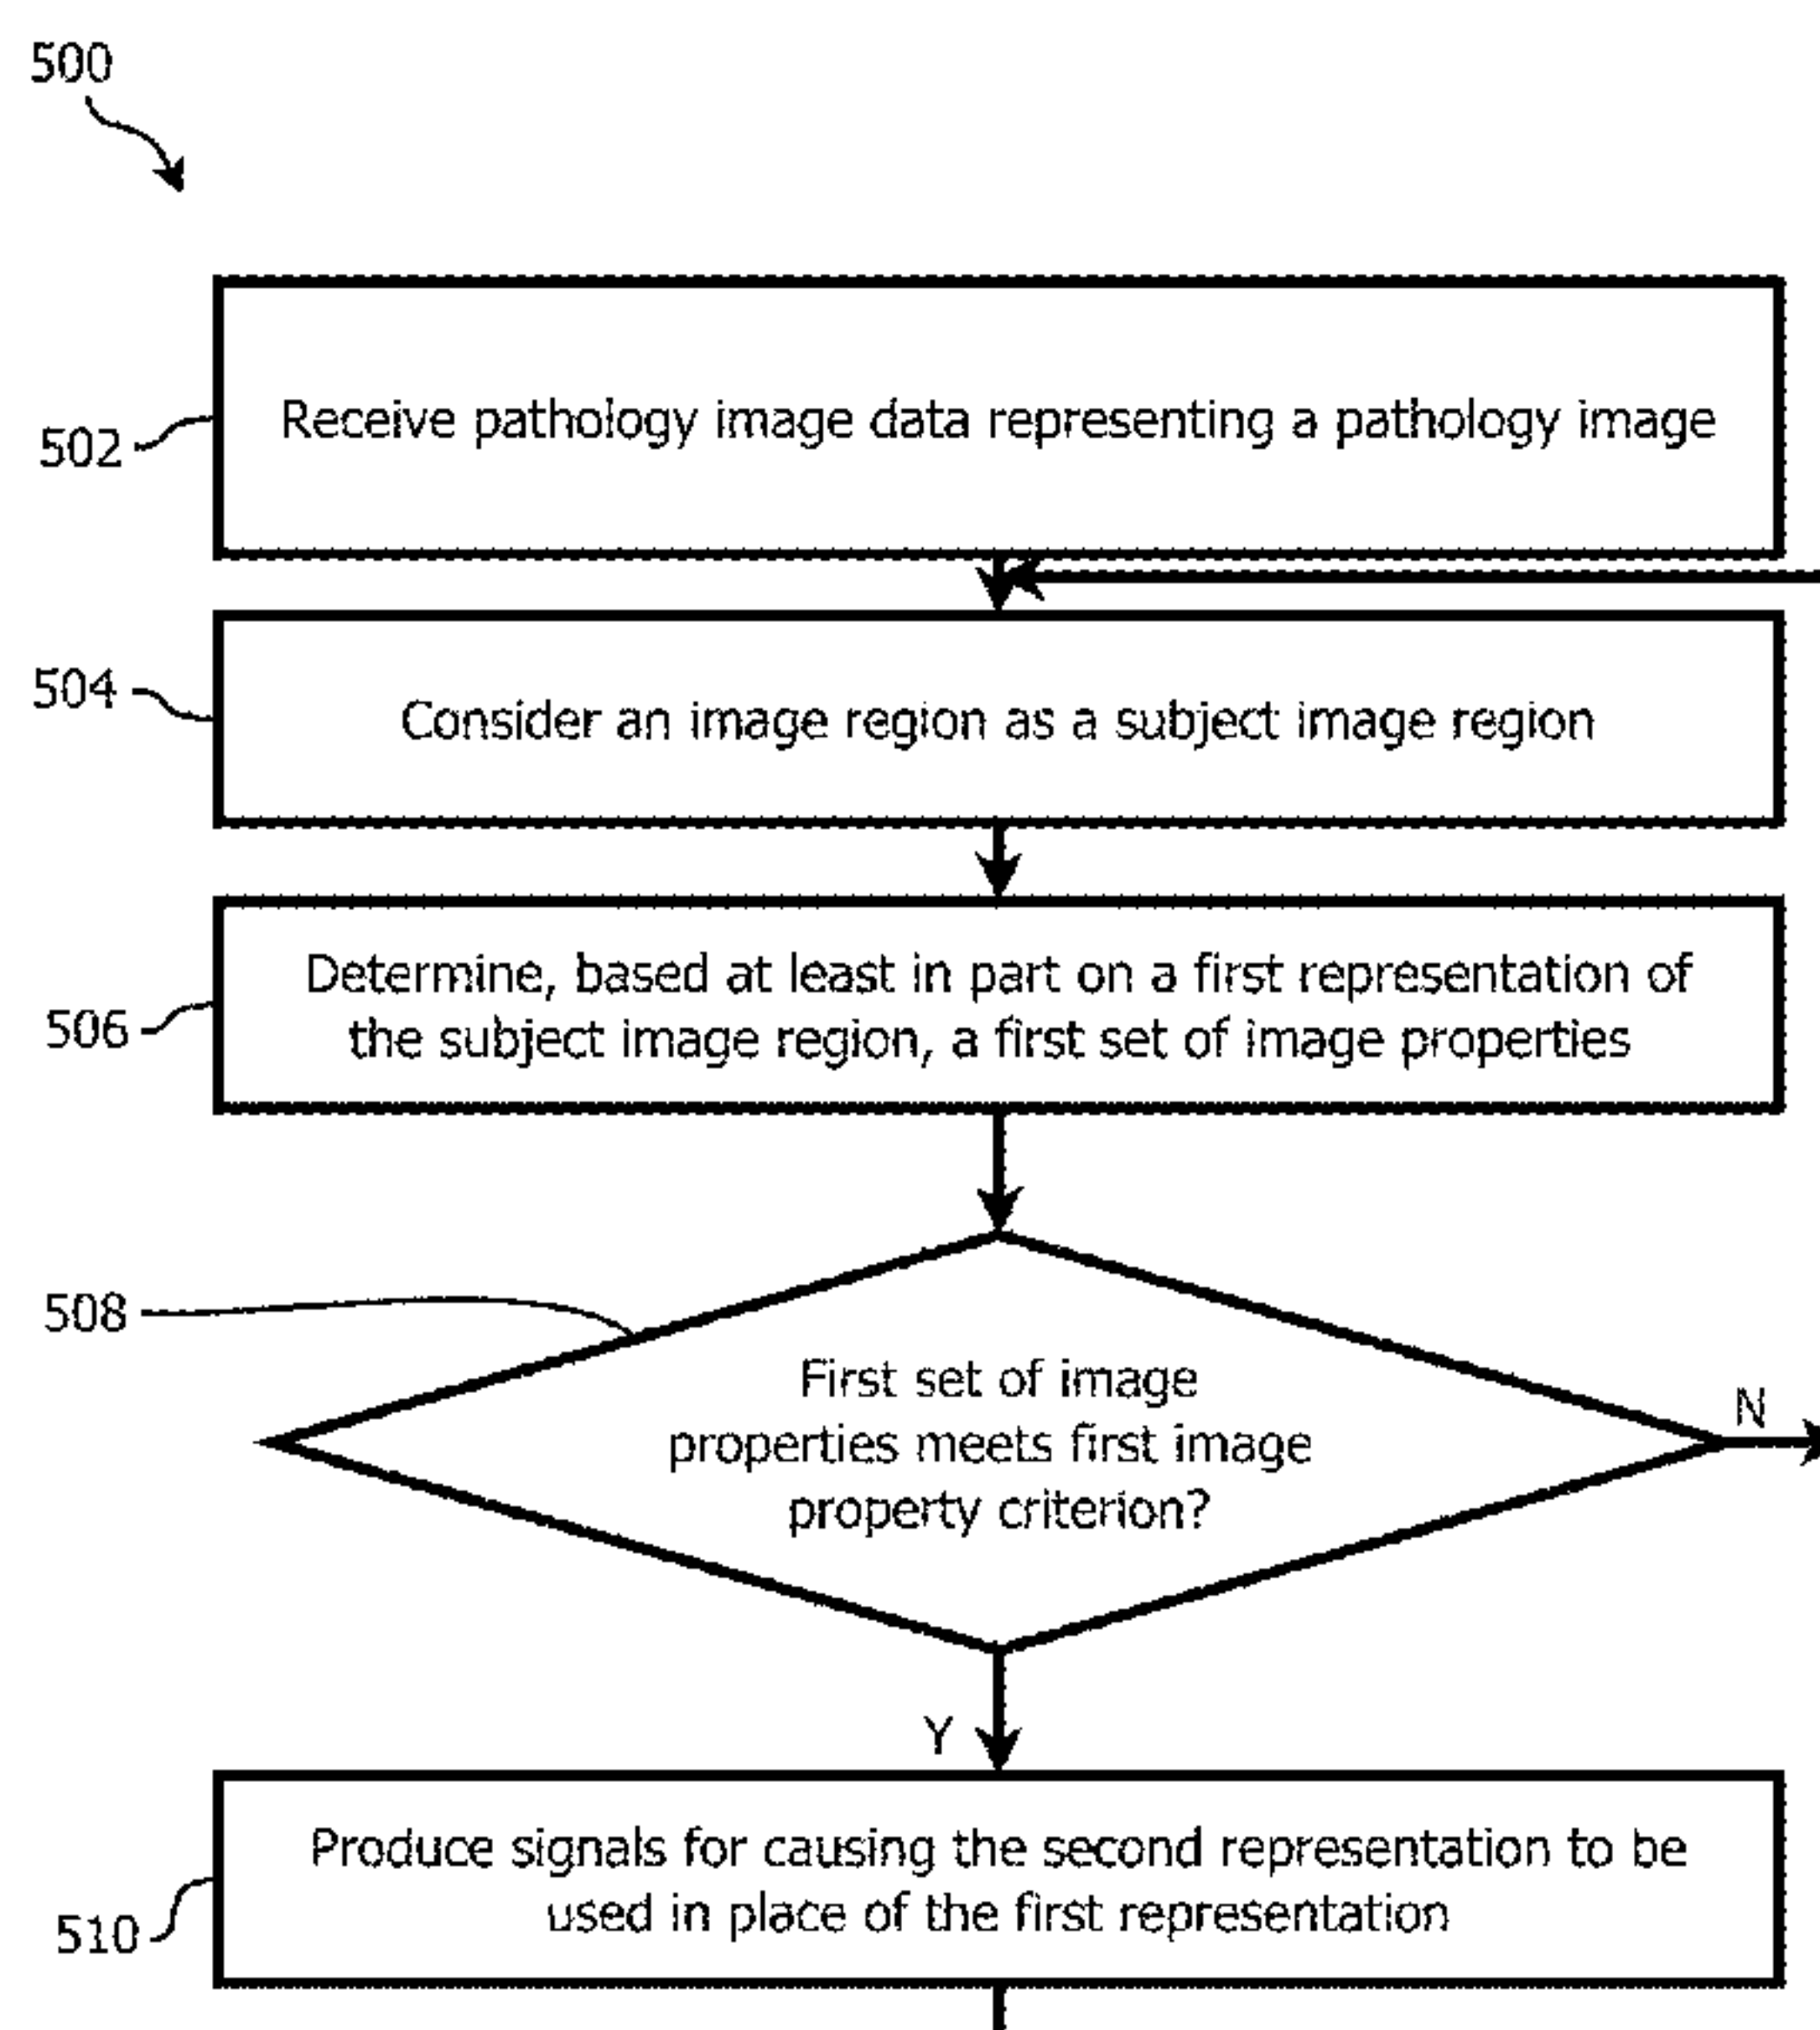 500
502
Receive pathology image data representing a pathology image
504
Consider an image region as a subject image region
506
Determine, based at least in part on a first representation of
the subject image region, a first set of image properties
508
First set of image
properties meets first image
property criterion?
N
Y
510
Produce signals for causing the second representation to be
used in place of the first representation